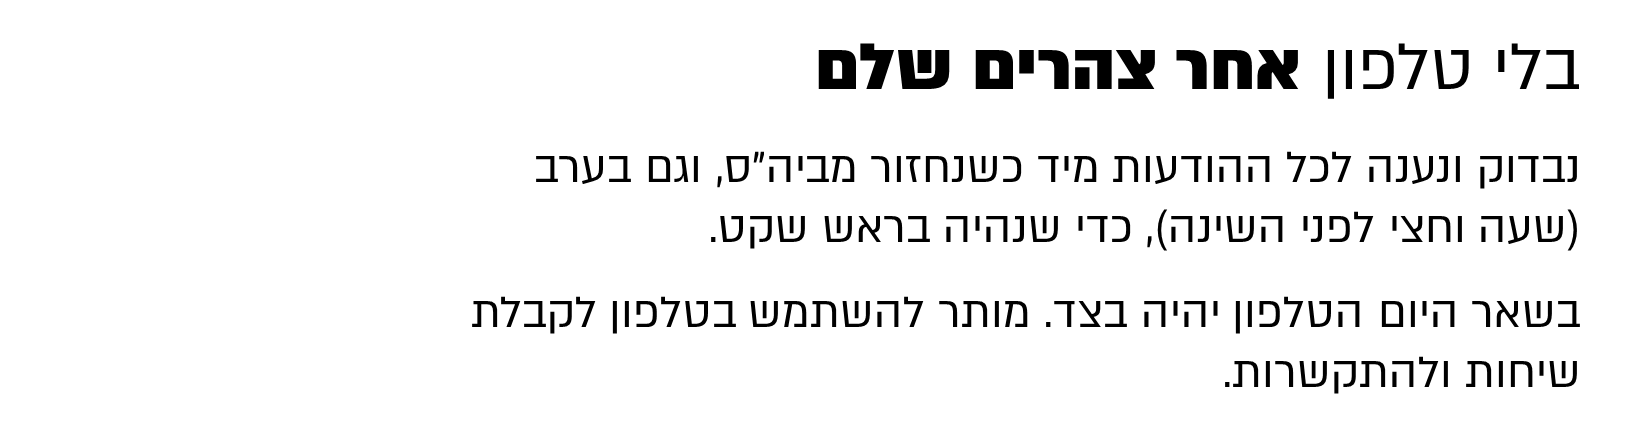 בלי טלפון אחר צהרים שלם
נבדוק ונענה לכל ההודעות מיד כשנחזור מביה"ס, וגם בערב
(שעה וחצי לפני השינה), כדי שנהיה בראש שקט.
בשאר היום הטלפון יהיה בצד. מותר להשתמש בטלפון לקבלת
שיחות ולהתקשרות.